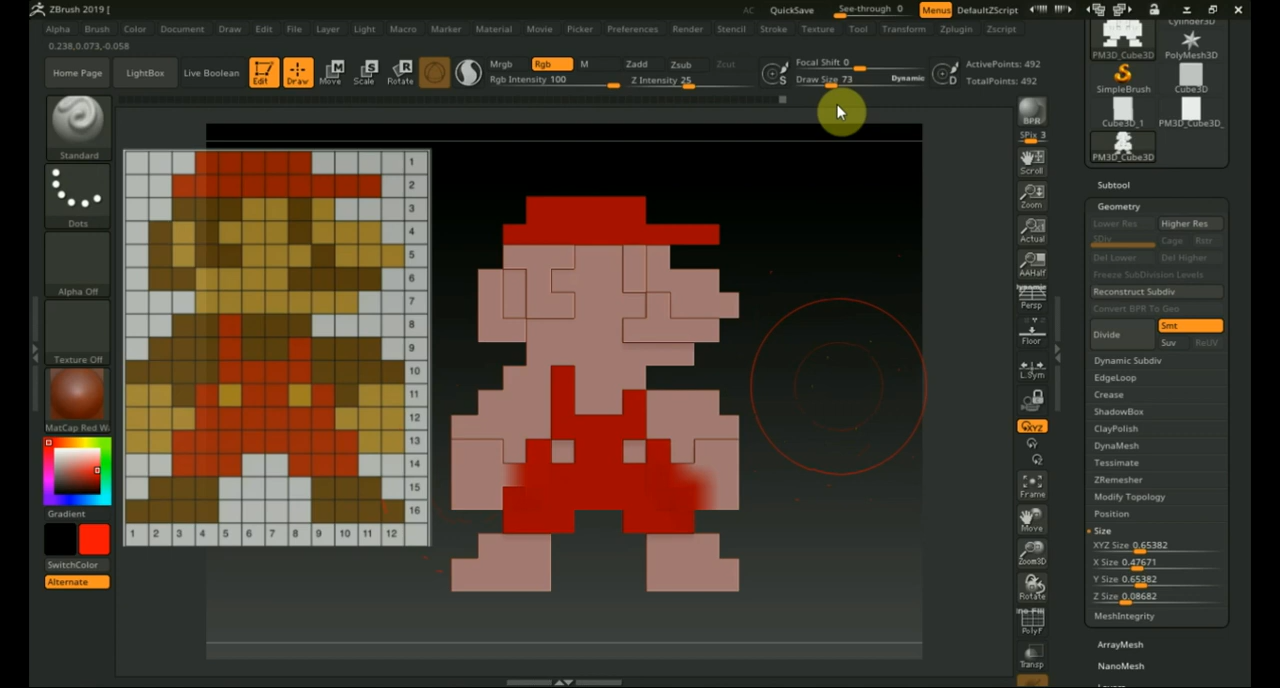 ZBrush 2019 [
AC QuickSave See-through 0 Menus DefaultZScript
Alpha Brush Color Document Draw Edit File Layer Light Macro Marker Material Movie Picker Preferences Render Stencil Stroke Texture Tool Transform Zplugin Zscript
0.238,0.073,-0.058
Home Page LightBox Live Boolean Edit Draw Move Scale Rotate Mrgb Rgb M Zadd Zsub Focal Shift 0 ActivePoints: 492
Rgb Intensity 100 Z Intensity 25 Draw Size 73 Dynamic TotalPoints: 492
Standard
Dots
Alpha Off
Texture Off
MatCap Red W
Gradient
SwitchColor
Alternate
1
2
3
4
5
6
7
8
9
10
11
12
13
14
15
16
1 2 3 4 5 6 7 8 9 10 11 12
BPR
SPix 3
Scroll
Zoom
Actual
AAHalf
Dynamic
Persp
Floor
L.Sym
XYZ
Frame
Move
Zoom3D
Rotate
PolyF
Transp
Cylinder3D
PM3D_Cube3D PolyMesh3D
SimpleBrush Cube3D
Cube3D_1 PM3D_Cube3D_
PM3D_Cube3D
Subtool
Geometry
Lower Res Higher Res
SDiv Cage Rstr
Del Lower Del Higher
Freeze SubDivision Levels
Reconstruct Subdiv
Convert BPR To Geo
Divide Smt
Suv ReUV
Dynamic Subdiv
EdgeLoop
Crease
ShadowBox
ClayPolish
DynaMesh
Tessimate
ZRemesher
Modify Topology
Position
Size
XYZ Size 0.65382
X Size 0.47671
Y Size 0.65382
Z Size 0.08682
MeshIntegrity
ArrayMesh
NanoMesh